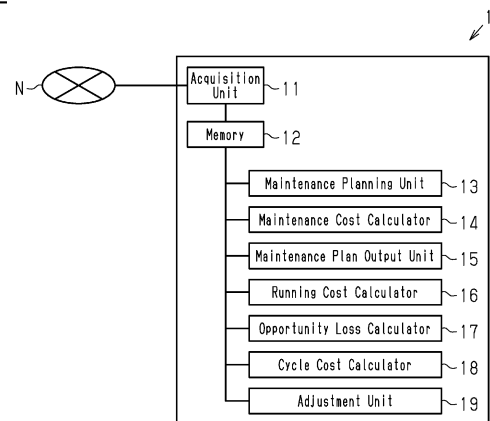 1
N
Acquisition
Unit
11
Memory
12
Maintenance Planning Unit
13
Maintenance Cost Calculator
14
Maintenance Plan Output Unit
15
Running Cost Calculator
16
Opportunity Loss Calculator
17
Cycle Cost Calculator
18
Adjustment Unit
19